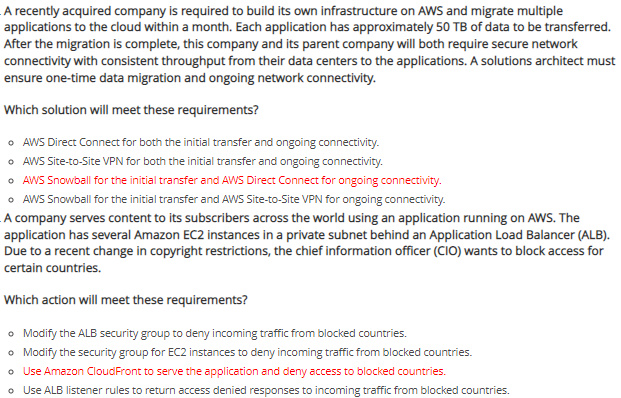 A recently acquired company is required to build its own infrastructure on AWS and migrate multiple
applications to the cloud within a month. Each application has approximately 50 TB of data to be transferred.
After the migration is complete, this company and its parent company will both require secure network
connectivity with consistent throughput from their data centers to the applications. A solutions architect must
ensure one-time data migration and ongoing network connectivity.
Which solution will meet these requirements?
AWS Direct Connect for both the initial transfer and ongoing connectivity.
AWS Site-to-Site VPN for both the initial transfer and ongoing connectivity.
AWS Snowball for the initial transfer and AWS Direct Connect for ongoing connectivity.
AWS Snowball for the initial transfer and AWS Site-to-Site VPN for ongoing connectivity.
A company serves content to its subscribers across the world using an application running on AWS. The
application has several Amazon EC2 instances in a private subnet behind an Application Load Balancer (ALB).
Due to a recent change in copyright restrictions, the chief information officer (CIO) wants to block access for
certain countries.
Which action will meet these requirements?
Modify the ALB security group to deny incoming traffic from blocked countries.
Modify the security group for EC2 instances to deny incoming traffic from blocked countries.
Use Amazon CloudFront to serve the application and deny access to blocked countries.
Use ALB listener rules to return access denied responses to incoming traffic from blocked countries.